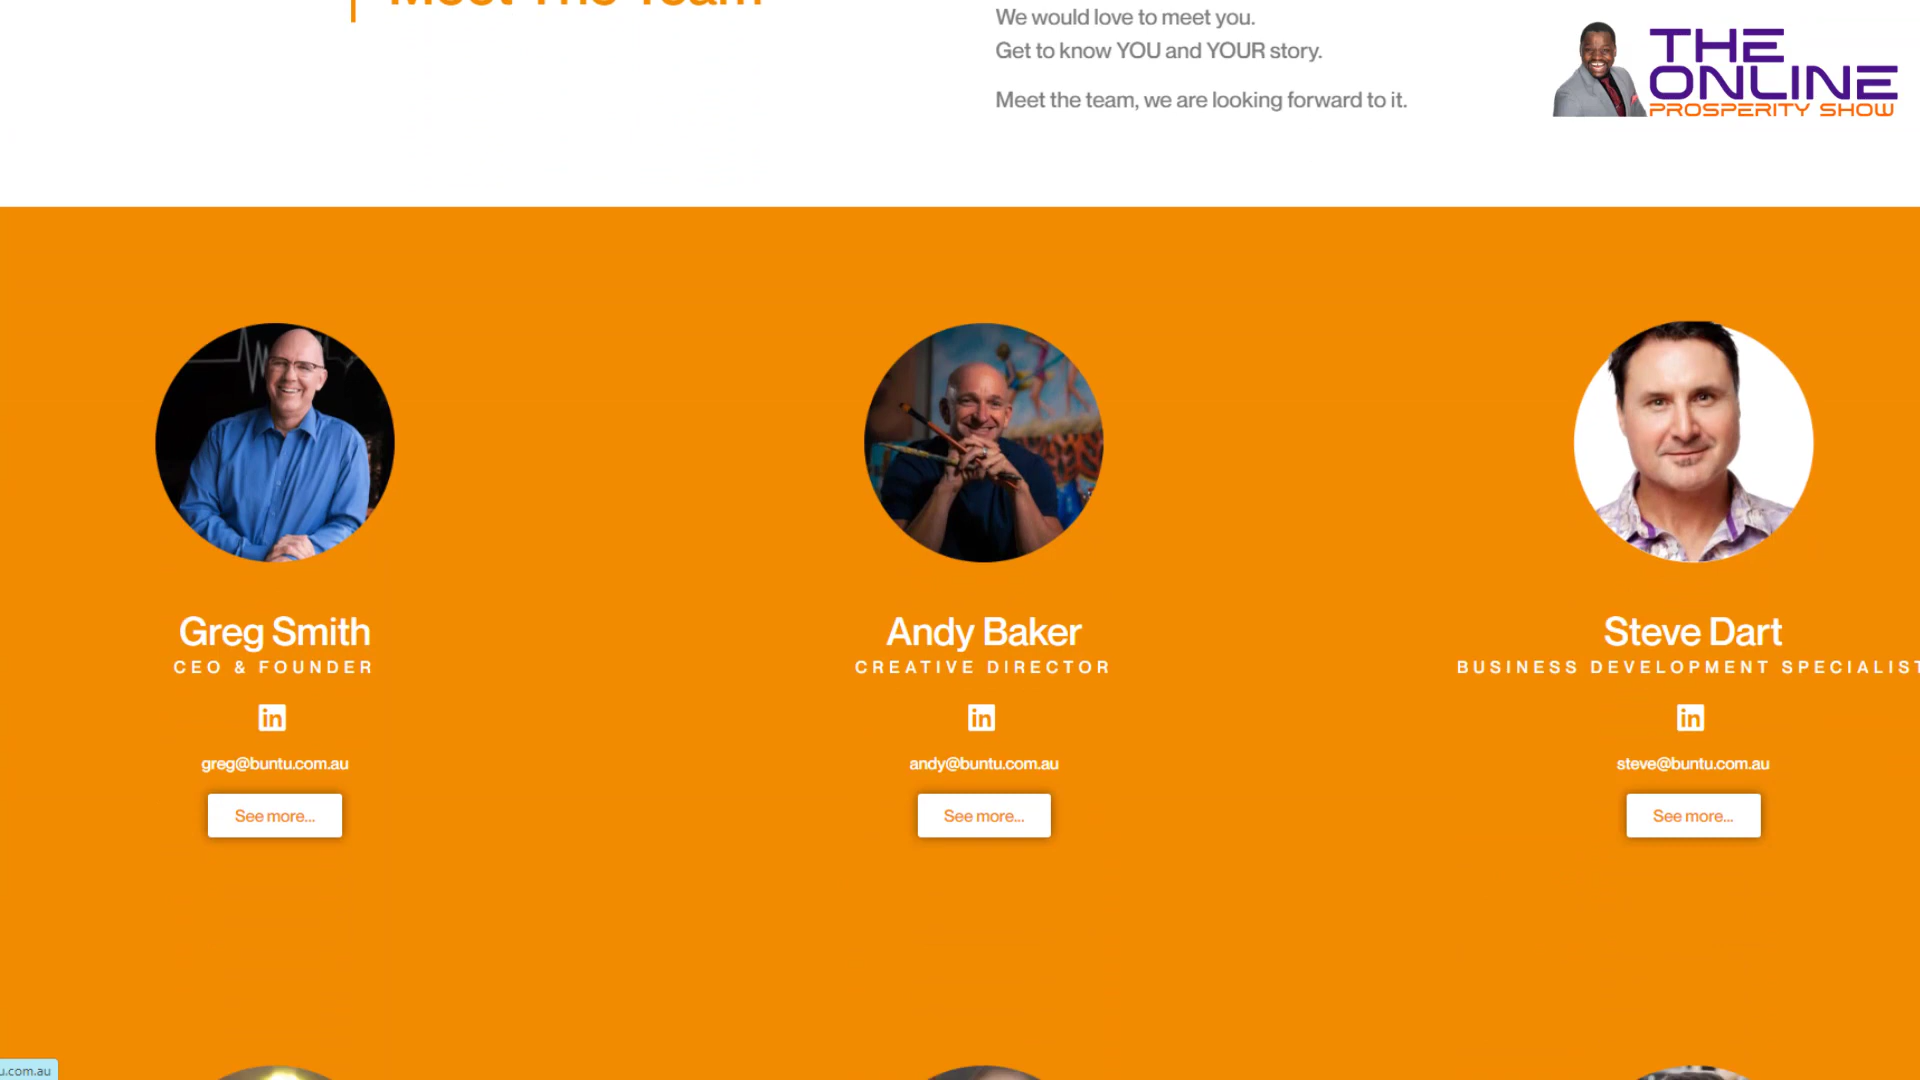 Meet The Team
We would love to meet you.
Get to know YOU and YOUR story.
Meet the team, we are looking forward to it.
THE
ONLINE
PROSPERITY SHOW
Greg Smith
CEO & FOUNDER
in
greg@buntu.com.au
See more...
Andy Baker
CREATIVE DIRECTOR
in
andy@buntu.com.au
See more...
Steve Dart
BUSINESS DEVELOPMENT SPECIALIST
in
steve@buntu.com.au
See more...
u.com.au